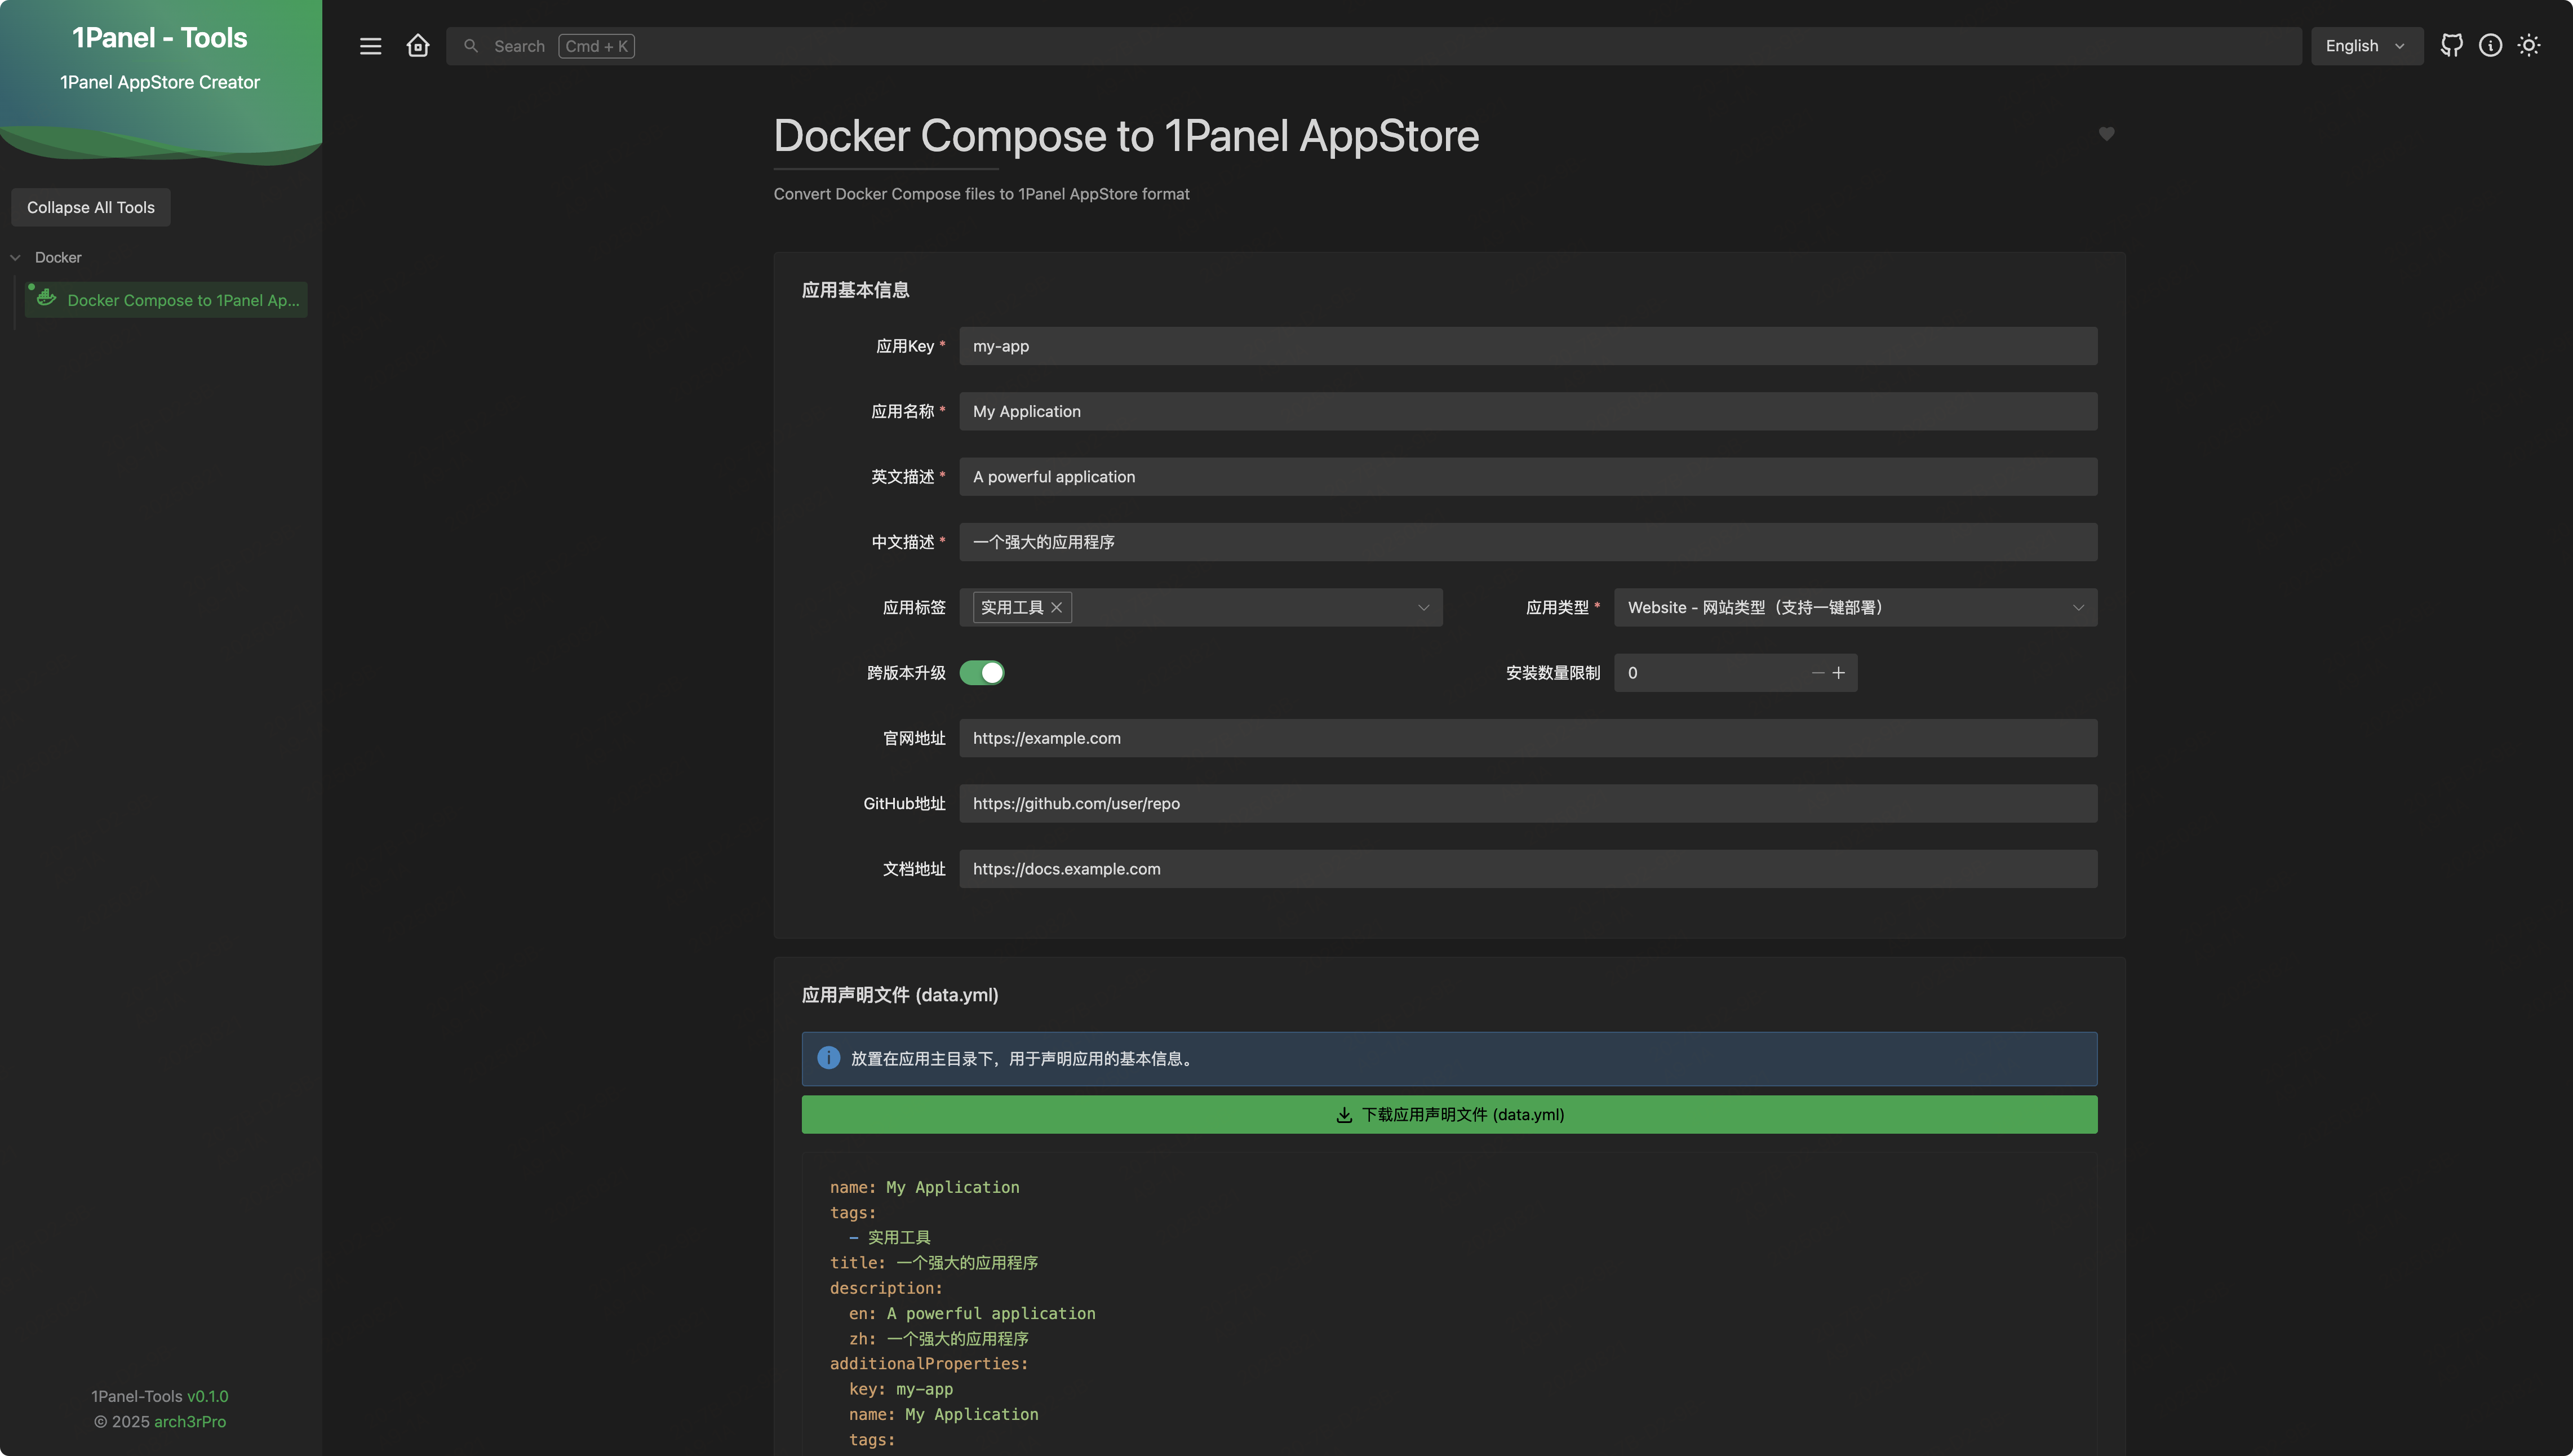 1Panel - Tools
1Panel AppStore Creator
Collapse All Tools
Docker
Docker Compose to 1Panel Ap...
1Panel-Tools v0.1.0
© 2025 arch3rPro
Search Cmd + K
English
Docker Compose to 1Panel AppStore
Convert Docker Compose files to 1Panel AppStore format
应用基本信息
应用Key * my-app
应用名称 * My Application
英文描述 * A powerful application
中文描述 * 一个强大的应用程序
应用标签 实用工具 应用类型 * Website - 网站类型（支持一键部署）
跨版本升级 安装数量限制 0
官网地址 https://example.com
GitHub地址 https://github.com/user/repo
文档地址 https://docs.example.com
应用声明文件 (data.yml)
放置在应用主目录下，用于声明应用的基本信息。
下载应用声明文件 (data.yml)
name: My Application
tags:
  - 实用工具
title: 一个强大的应用程序
description:
  en: A powerful application
  zh: 一个强大的应用程序
additionalProperties:
  key: my-app
  name: My Application
  tags: